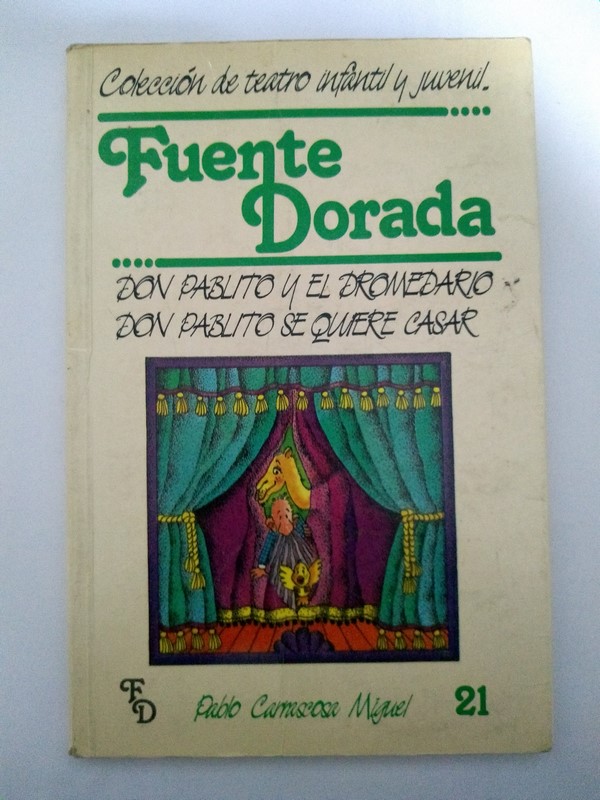 Colección de teatro infantil y juvenil.
Fuente
Dorada
DON PABLITO Y EL DROMEDARIO
DON PABLITO SE QUIERE CASAR
FD
Pablo Carrascosa Miguel
21